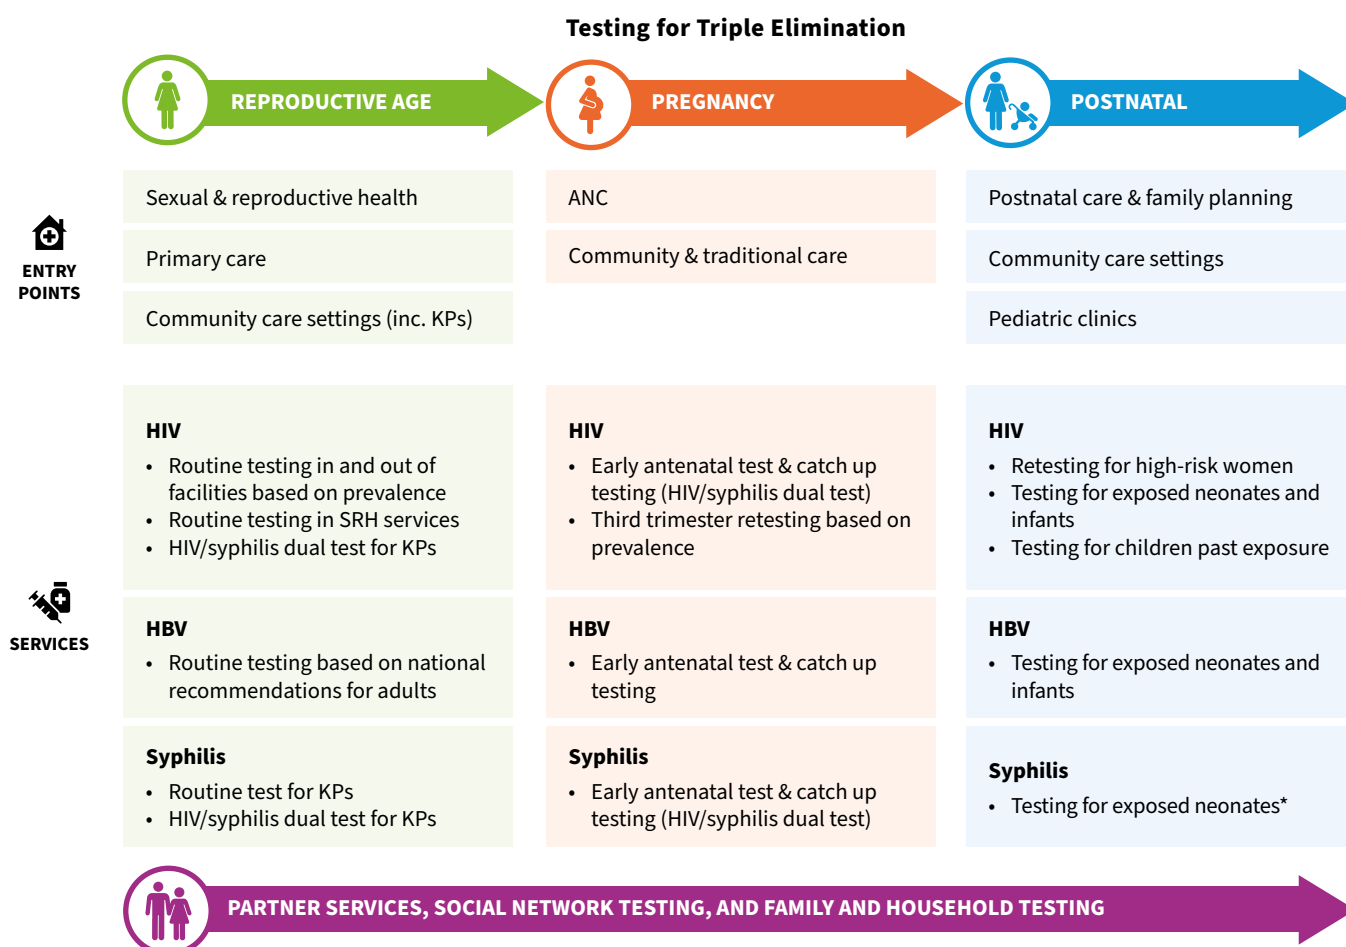 Testing for Triple Elimination
REPRODUCTIVE AGE
PREGNANCY
POSTNATAL
ENTRY
POINTS
Sexual & reproductive health
Primary care
Community care settings (inc. KPs)
ANC
Community & traditional care
Postnatal care & family planning
Community care settings
Pediatric clinics
SERVICES
HIV
• Routine testing in and out of
facilities based on prevalence
• Routine testing in SRH services
• HIV/syphilis dual test for KPs
HIV
• Early antenatal test & catch up
testing (HIV/syphilis dual test)
• Third trimester retesting based on
prevalence
HIV
• Retesting for high-risk women
• Testing for exposed neonates and
infants
• Testing for children past exposure
HBV
• Routine testing based on national
recommendations for adults
HBV
• Early antenatal test & catch up
testing
HBV
• Testing for exposed neonates and
infants
Syphilis
• Routine test for KPs
• HIV/syphilis dual test for KPs
Syphilis
• Early antenatal test & catch up
testing (HIV/syphilis dual test)
Syphilis
• Testing for exposed neonates*
PARTNER SERVICES, SOCIAL NETWORK TESTING, AND FAMILY AND HOUSEHOLD TESTING